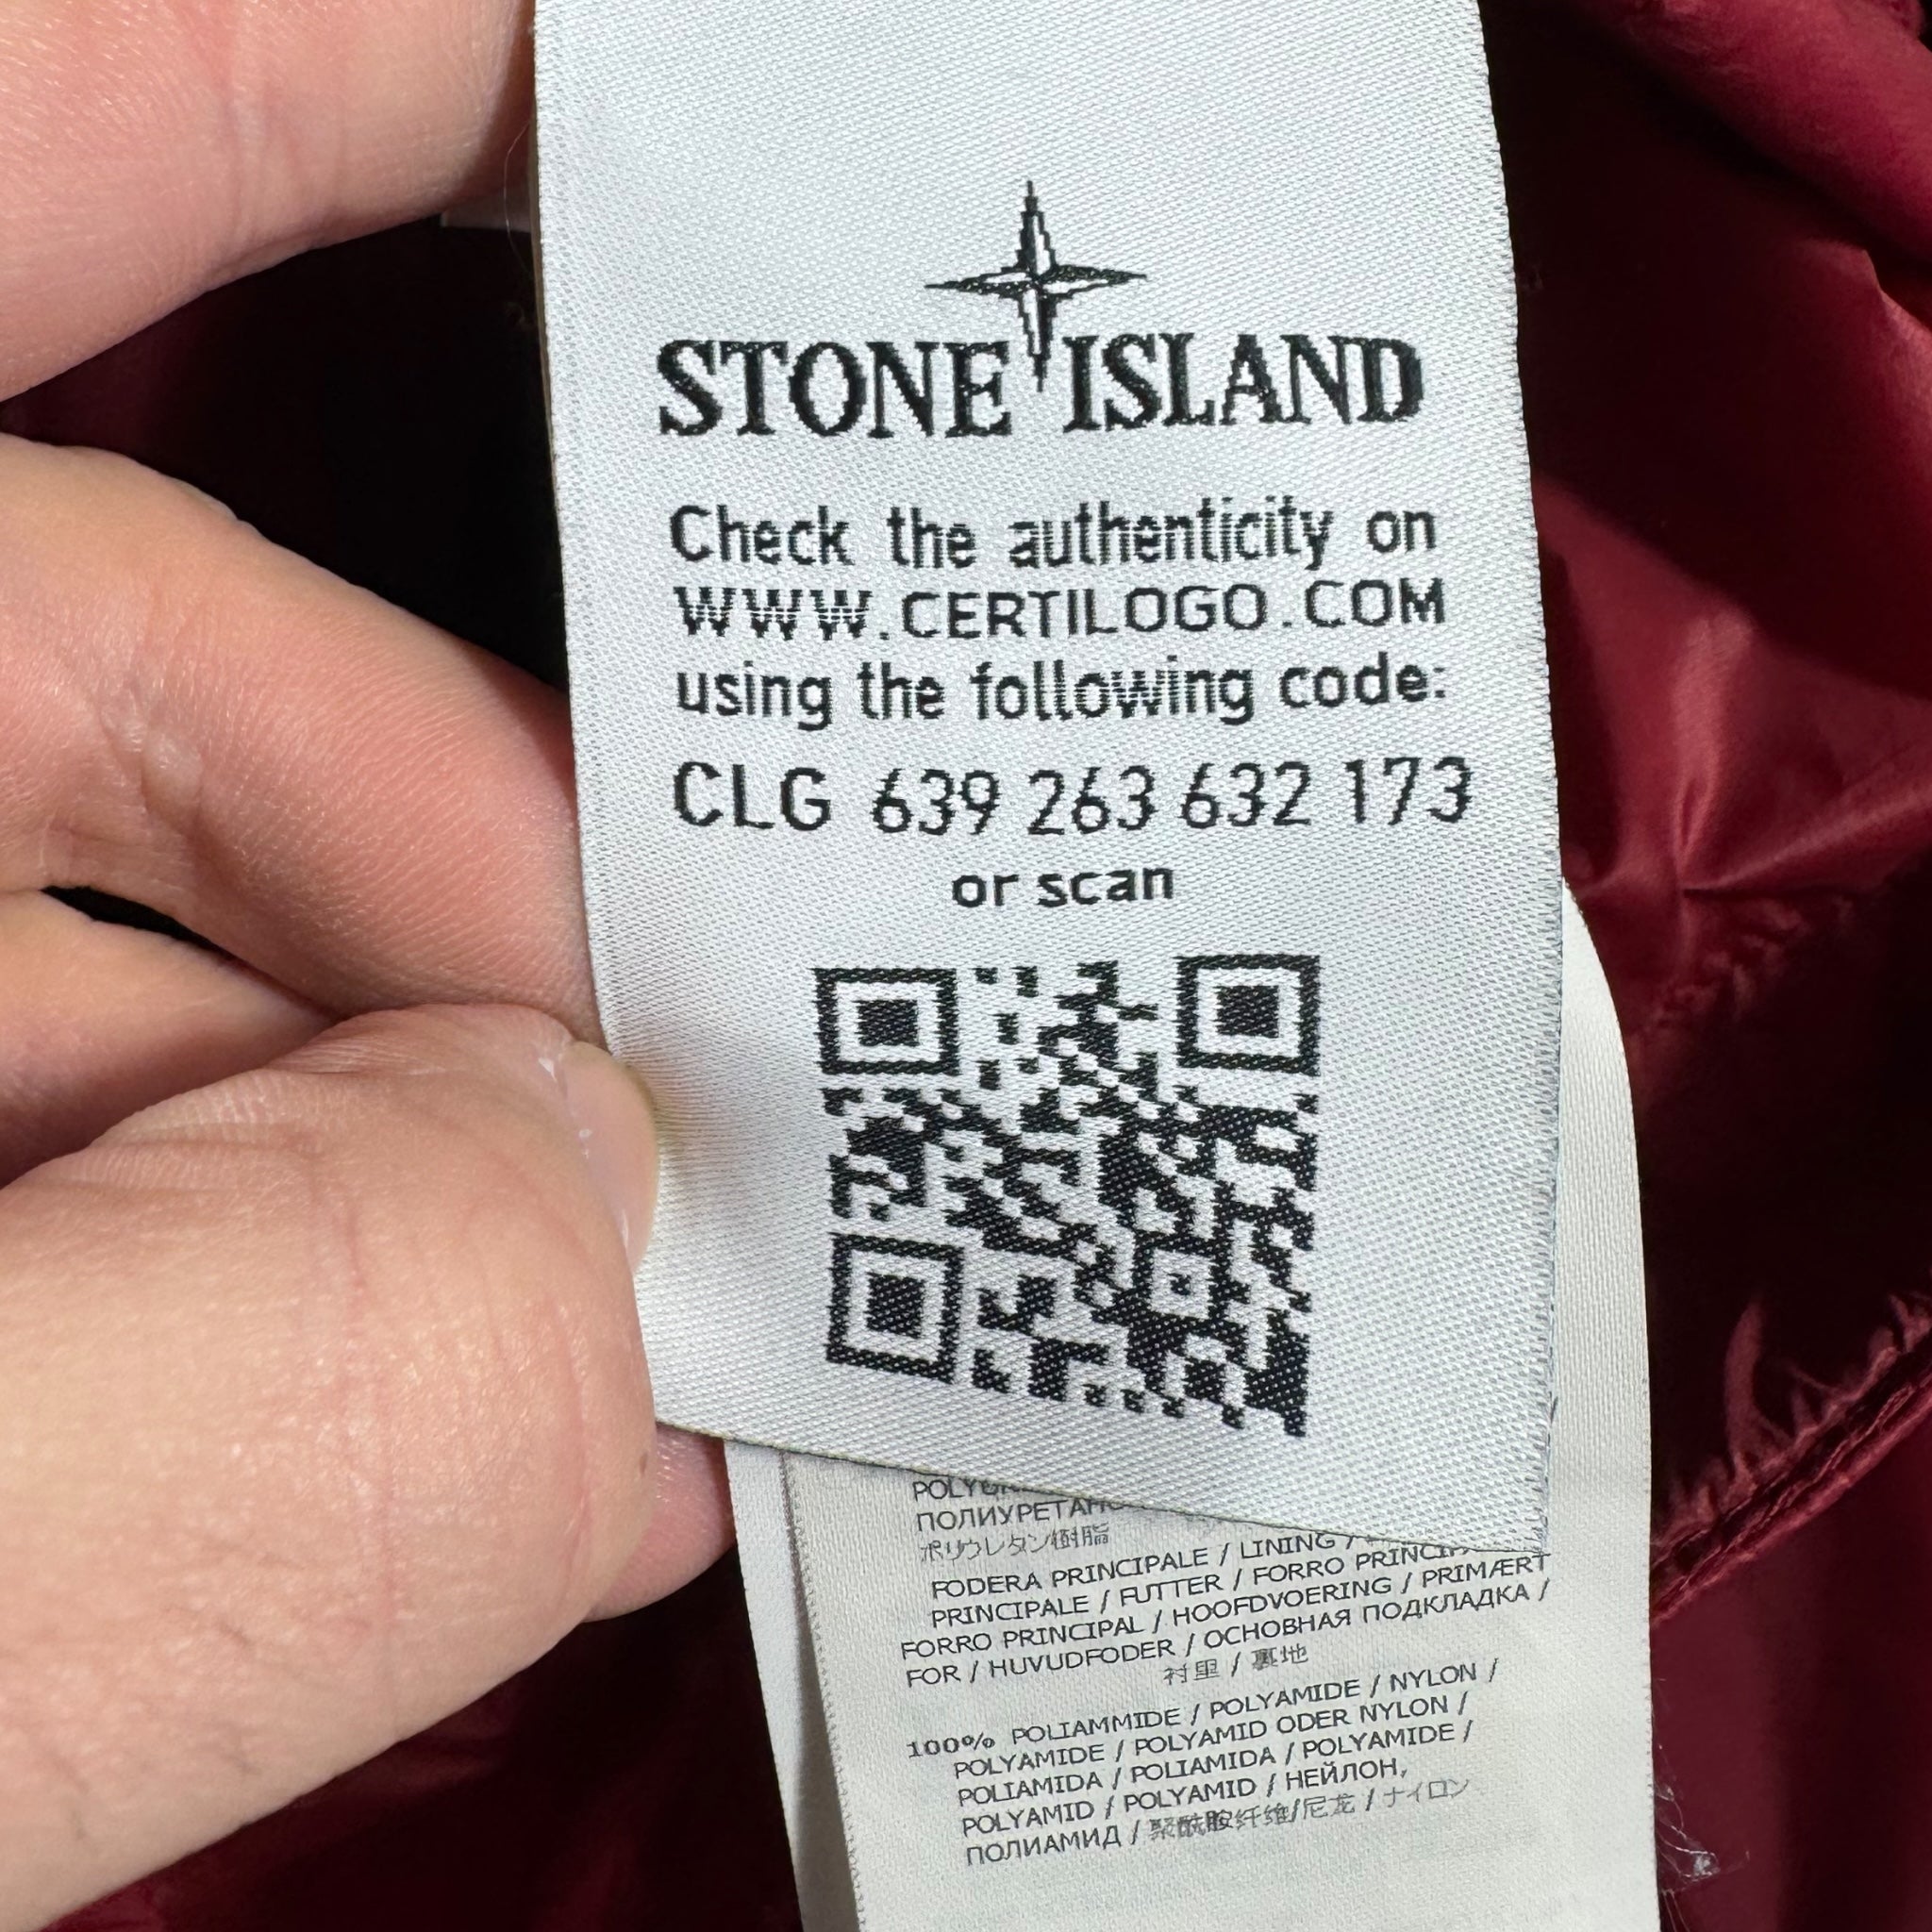 STONE ISLAND
Check the authenticity on
WWW.CERTILOGO.COM
using the following code:
CLG 639 263 632 173
or scan
ポリウレタン樹脂
FODERA PRINCIPALE / LINING /
PRINCIPALE / FUTTER / FORRO
FORRO PRINCIPAL / HOOFDVOERING / PRIMÆRT
FOR / HUVUDFODER / ОСНОВНАЯ ПОДКЛАДКА /
衬里 / 裏地
100% POLIAMMIDE / POLYAMIDE / NYLON /
POLYAMIDE / POLYAMID ODER NYLON /
POLIAMIDA / POLIAMIDA / POLYAMIDE /
POLYAMID / POLYAMID / НЕЙЛОН,
ПОЛИАМИД / 聚酰胺纤维/尼龙 / ナイロン